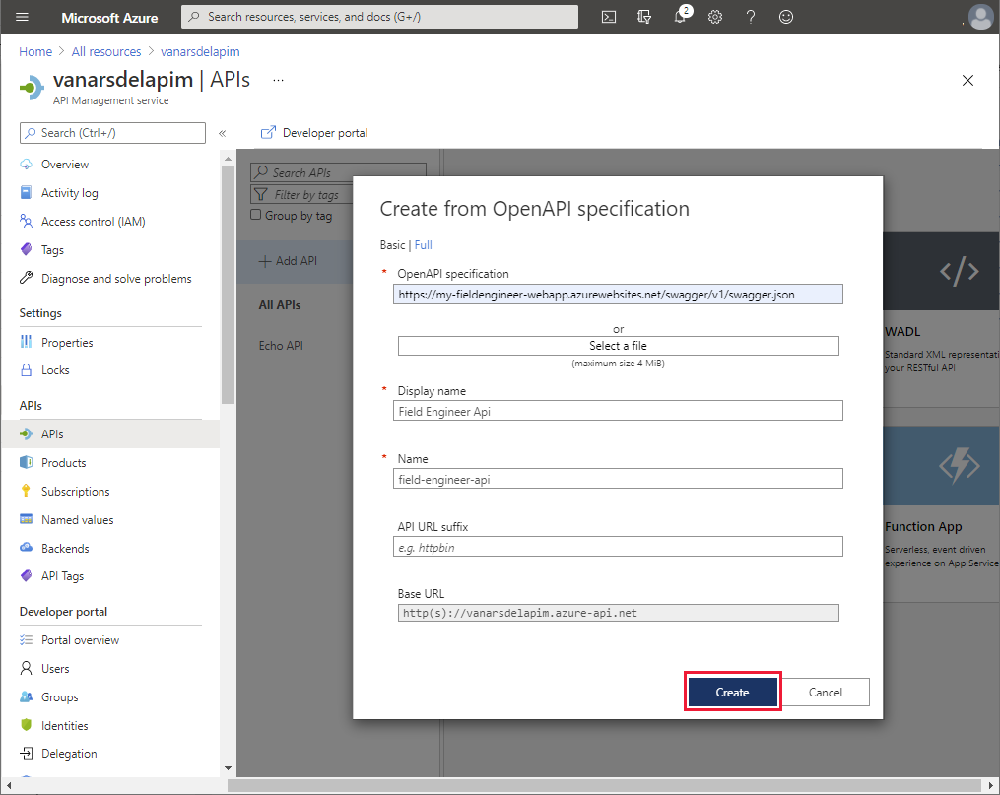 Microsoft Azure
Search resources, services, and docs (G+/)
2
Home > All resources > vanarsdelapim
vanarsdelapim | APIs ...
API Management service
Search (Ctrl+/)
«
Developer portal
Overview
Activity log
Access control (IAM)
Tags
Diagnose and solve problems
Settings
Properties
Locks
APIs
APIs
Products
Subscriptions
Named values
Backends
API Tags
Developer portal
Portal overview
Users
Groups
Identities
Delegation
Search APIs
Filter by tags
Group by tag
+ Add API
All APIs
Echo API
Create from OpenAPI specification
Basic | Full
* OpenAPI specification
https://my-fieldengineer-webapp.azurewebsites.net/swagger/v1/swagger.json
or
Select a file
(maximum size 4 MiB)
* Display name
Field Engineer Api
* Name
field-engineer-api
API URL suffix
e.g. httpbin
Base URL
http(s)://vanarsdelapim.azure-api.net
Create
Cancel
WADL
Standard XML representati
your RESTful API
Function App
Serverless, event driven
experience on App Service